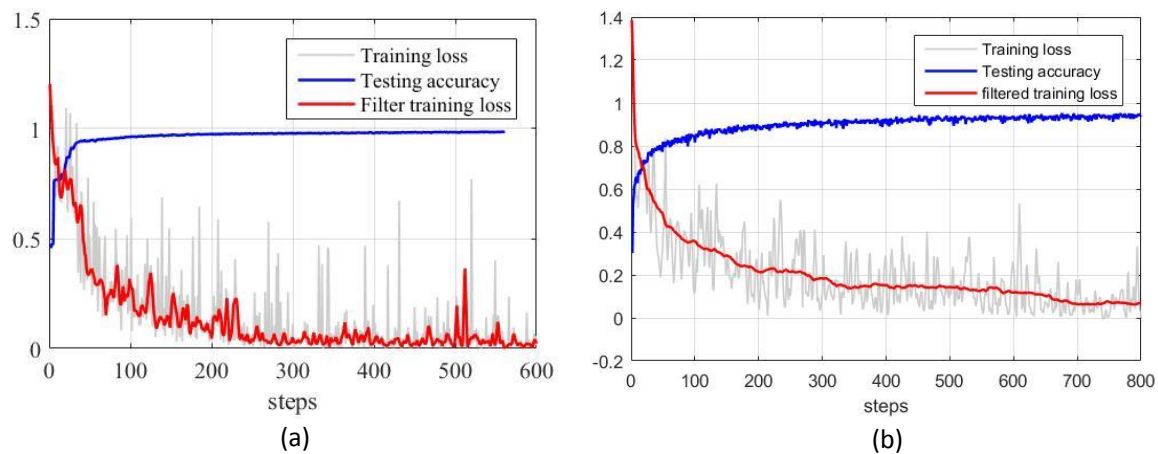 1.5
1
0.5
0
Training loss
Testing accuracy
Filter training loss
0 100 200 300 400 500 600
steps
(a)
1.4
1.2
1
0.8
0.6
0.4
0.2
0
-0.2
Training loss
Testing accuracy
filtered training loss
0 100 200 300 400 500 600 700 800
steps
(b)